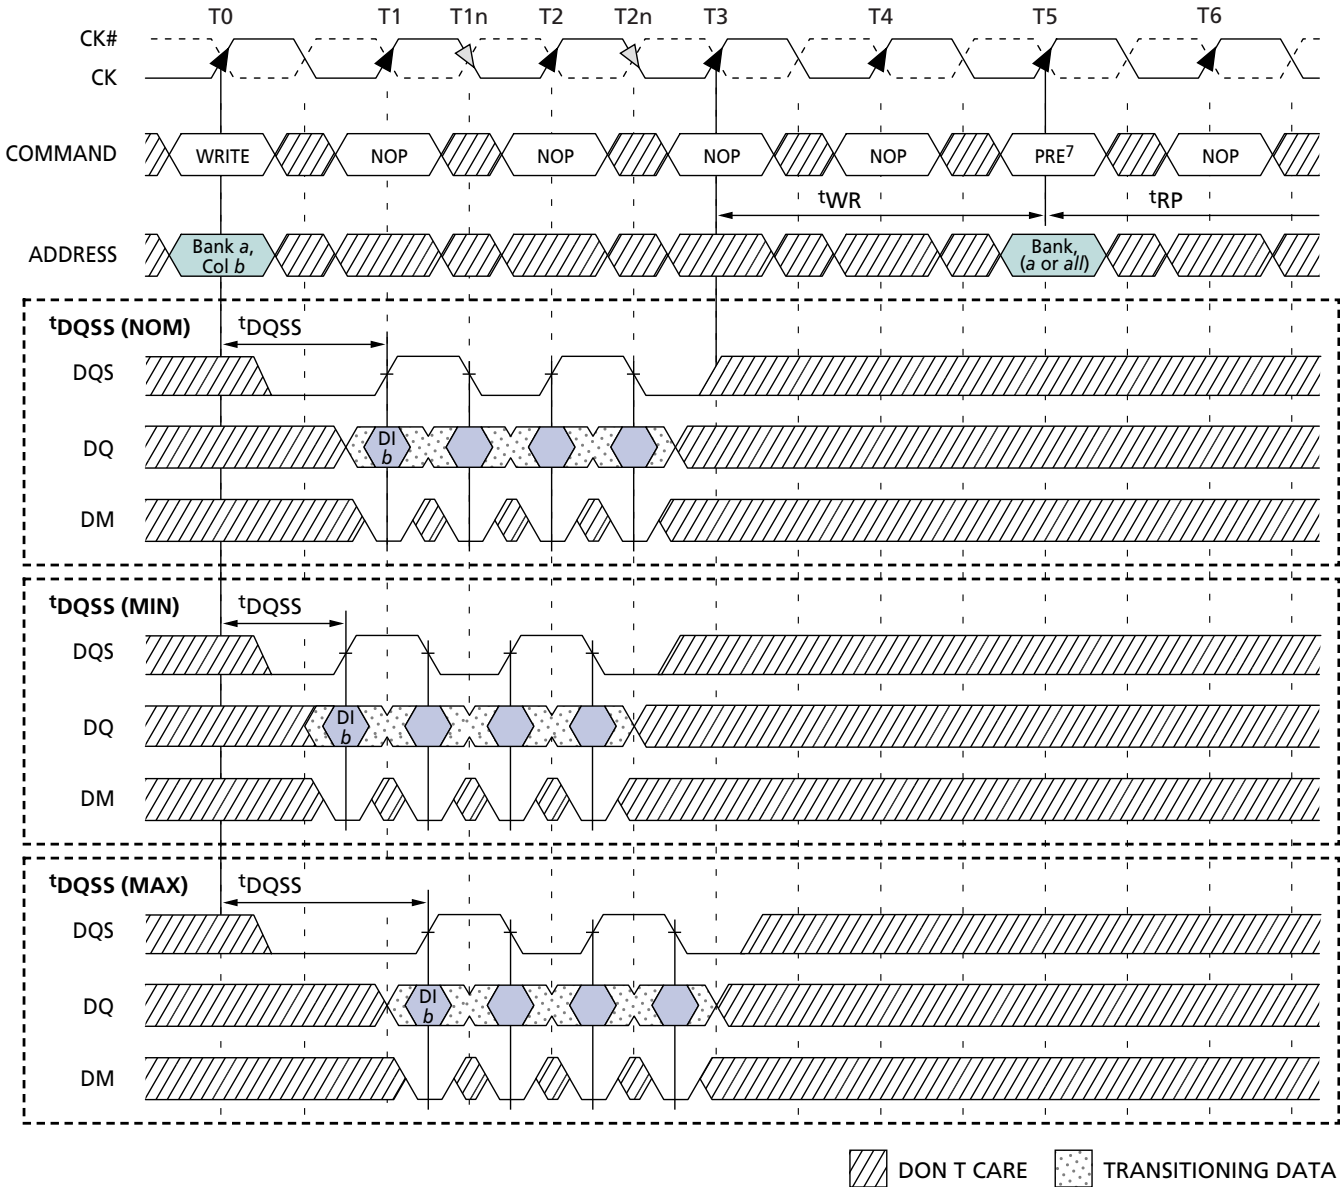 T0 T1 T1n T2 T2n T3 T4 T5 T6
CK#
CK
COMMAND WRITE NOP NOP NOP NOP PRE7 NOP
tWR tRP
ADDRESS Bank a, Col b Bank, (a or all)
tDQSS (NOM) tDQSS
DQS
DQ DI b
DM
tDQSS (MIN) tDQSS
DQS
DQ DI b
DM
tDQSS (MAX) tDQSS
DQS
DQ DI b
DM
DON T CARE TRANSITIONING DATA